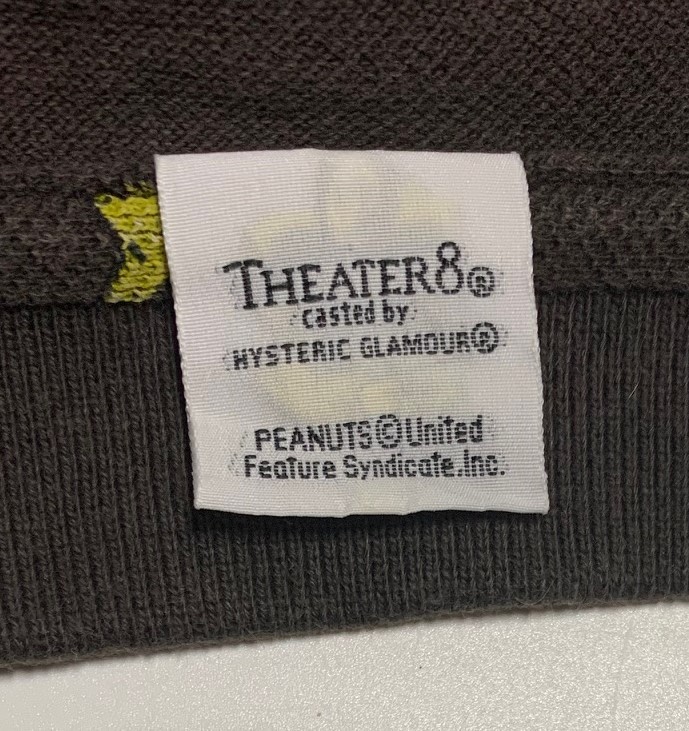 THEATER8®
casted by
HYSTERIC GLAMOUR®
PEANUTS©United
Feature Syndicate.Inc.